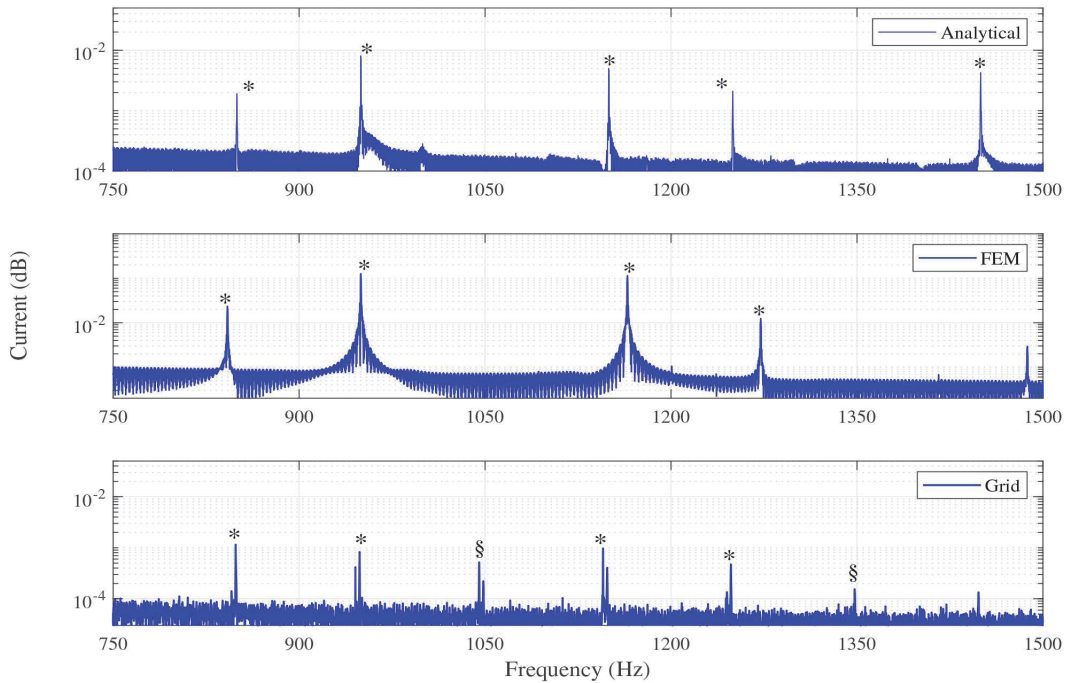 10⁻²
10⁻⁴
* * * * *
Analytical
750 900 1050 1200 1350 1500
Current (dB)
10⁻²
* * * *
FEM
750 900 1050 1200 1350 1500
10⁻²
10⁻⁴
* * § * * §
Grid
750 900 1050 1200 1350 1500
Frequency (Hz)